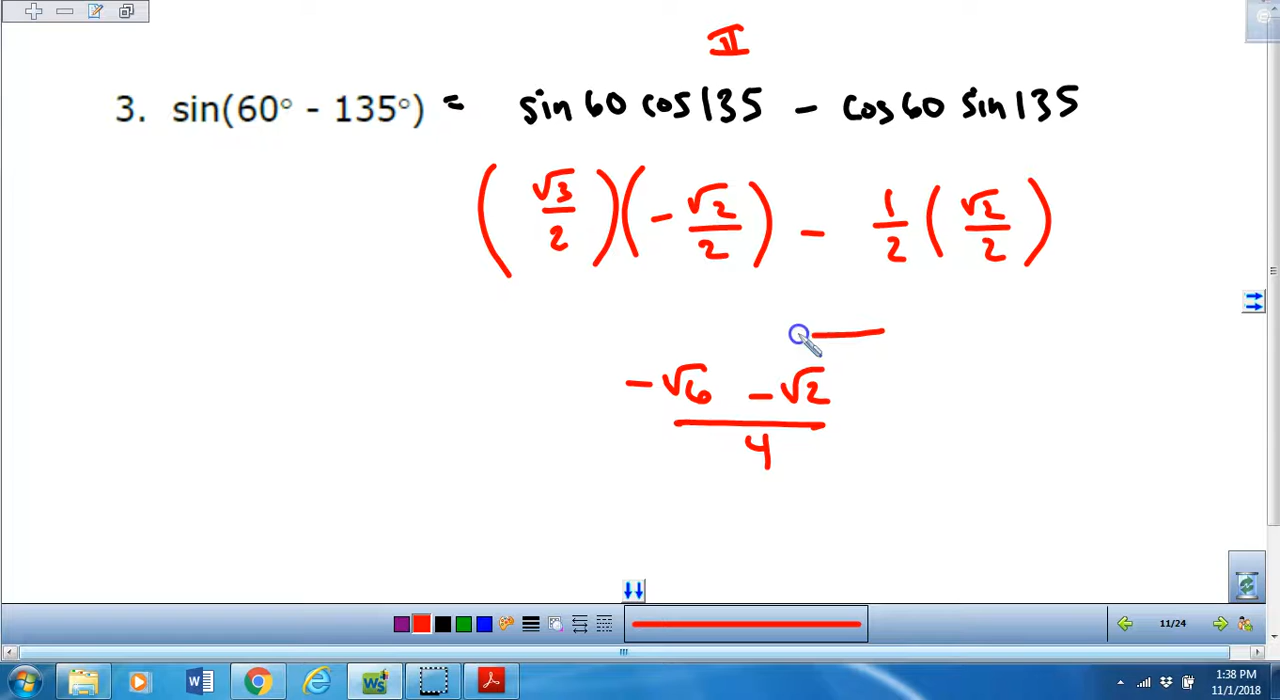 II
3. sin(60° - 135°) = sin 60 cos 135 - cos 60 sin 135
(√3/2)(-√2/2) - 1/2(√2/2)
-√6 -√2
4
11/24
1:38 PM
11/1/2018